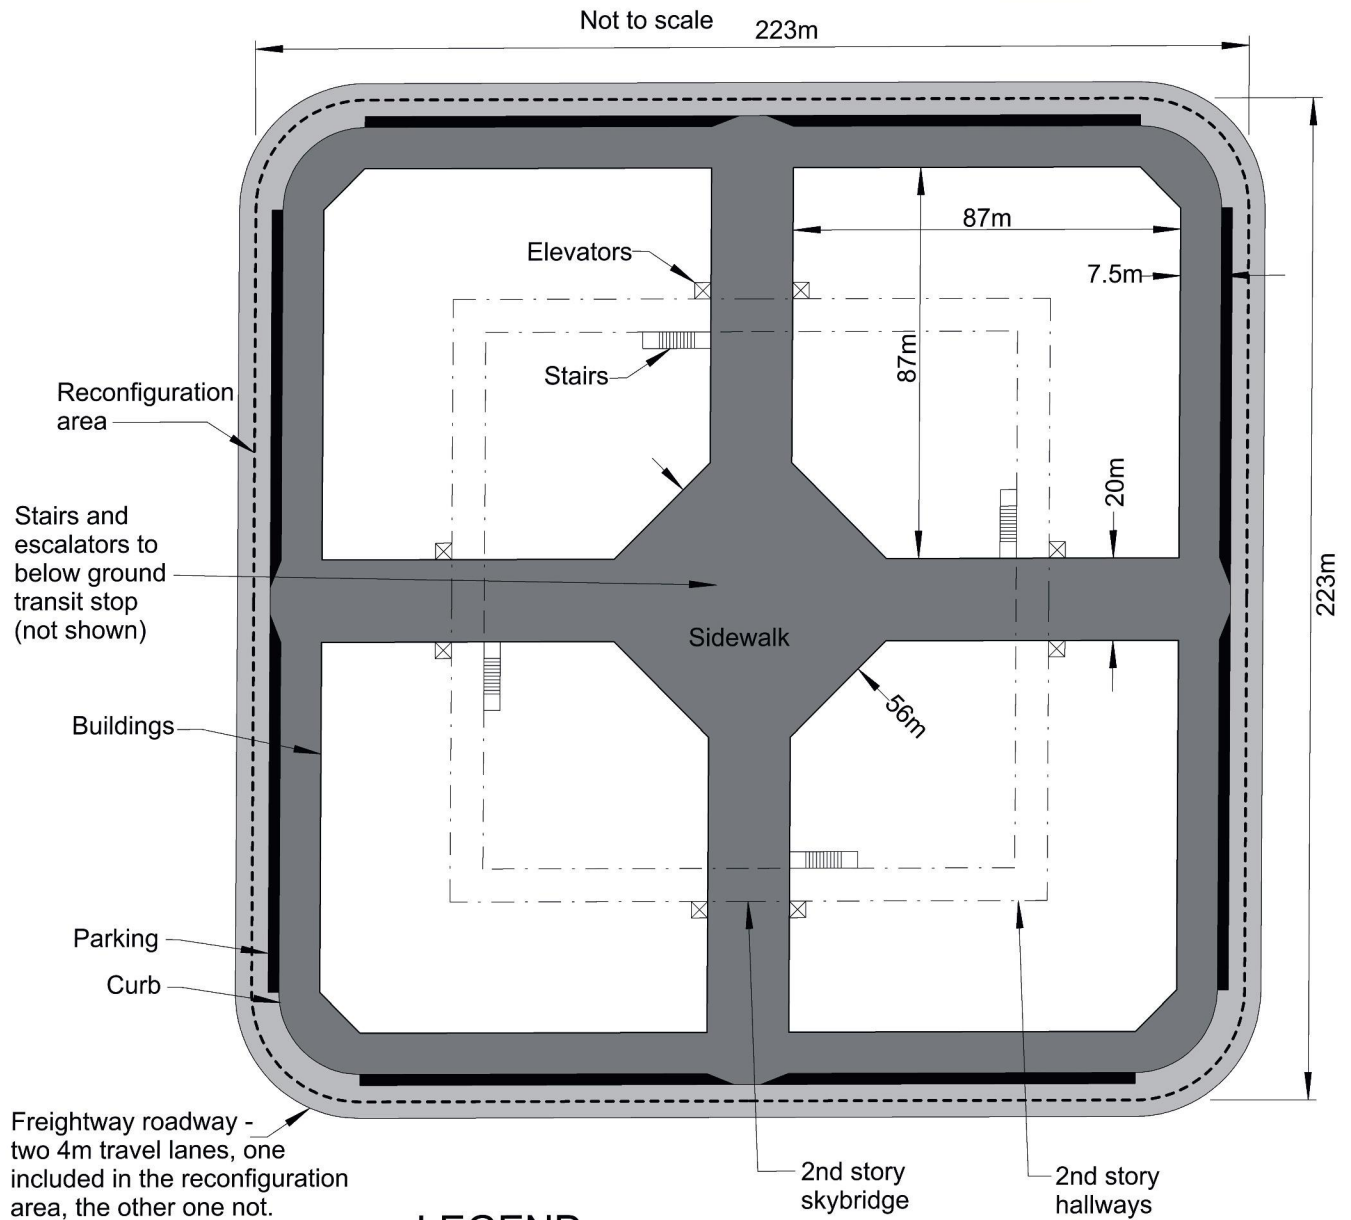 Not to scale
223m
87m
Elevators
7.5m
87m
Stairs
Reconfiguration
area
20m
Stairs and
escalators to
below ground
transit stop
(not shown)
223m
Sidewalk
56m
Buildings
Parking
Curb
Freightway roadway -
two 4m travel lanes, one
included in the reconfiguration
area, the other one not.
2nd story
skybridge
2nd story
hallways
LEGEND